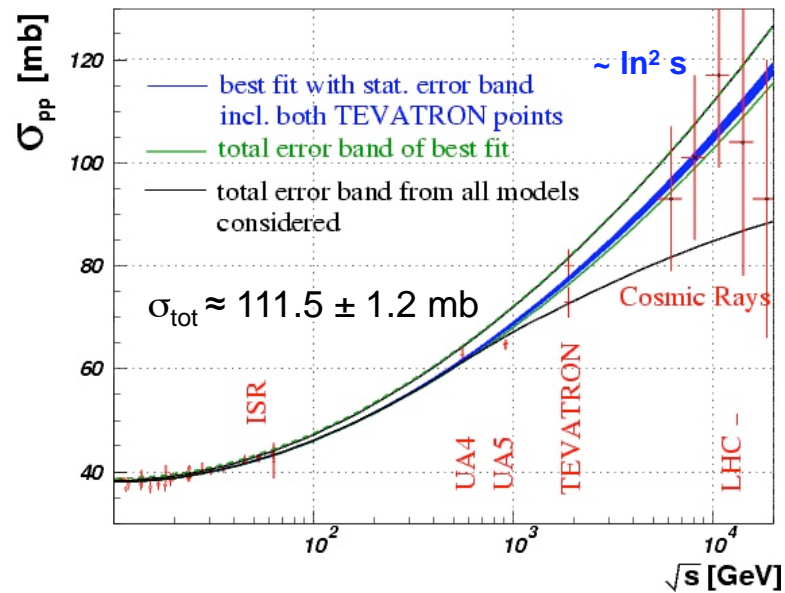 σpp [mb]
120
100
80
60
40
~ ln² s
best fit with stat. error band
incl. both TEVATRON points
total error band of best fit
total error band from all models
considered
σtot ≈ 111.5 ± 1.2 mb
Cosmic Rays
ISR
UA4
UA5
TEVATRON
LHC –
10²
10³
10⁴
√s [GeV]